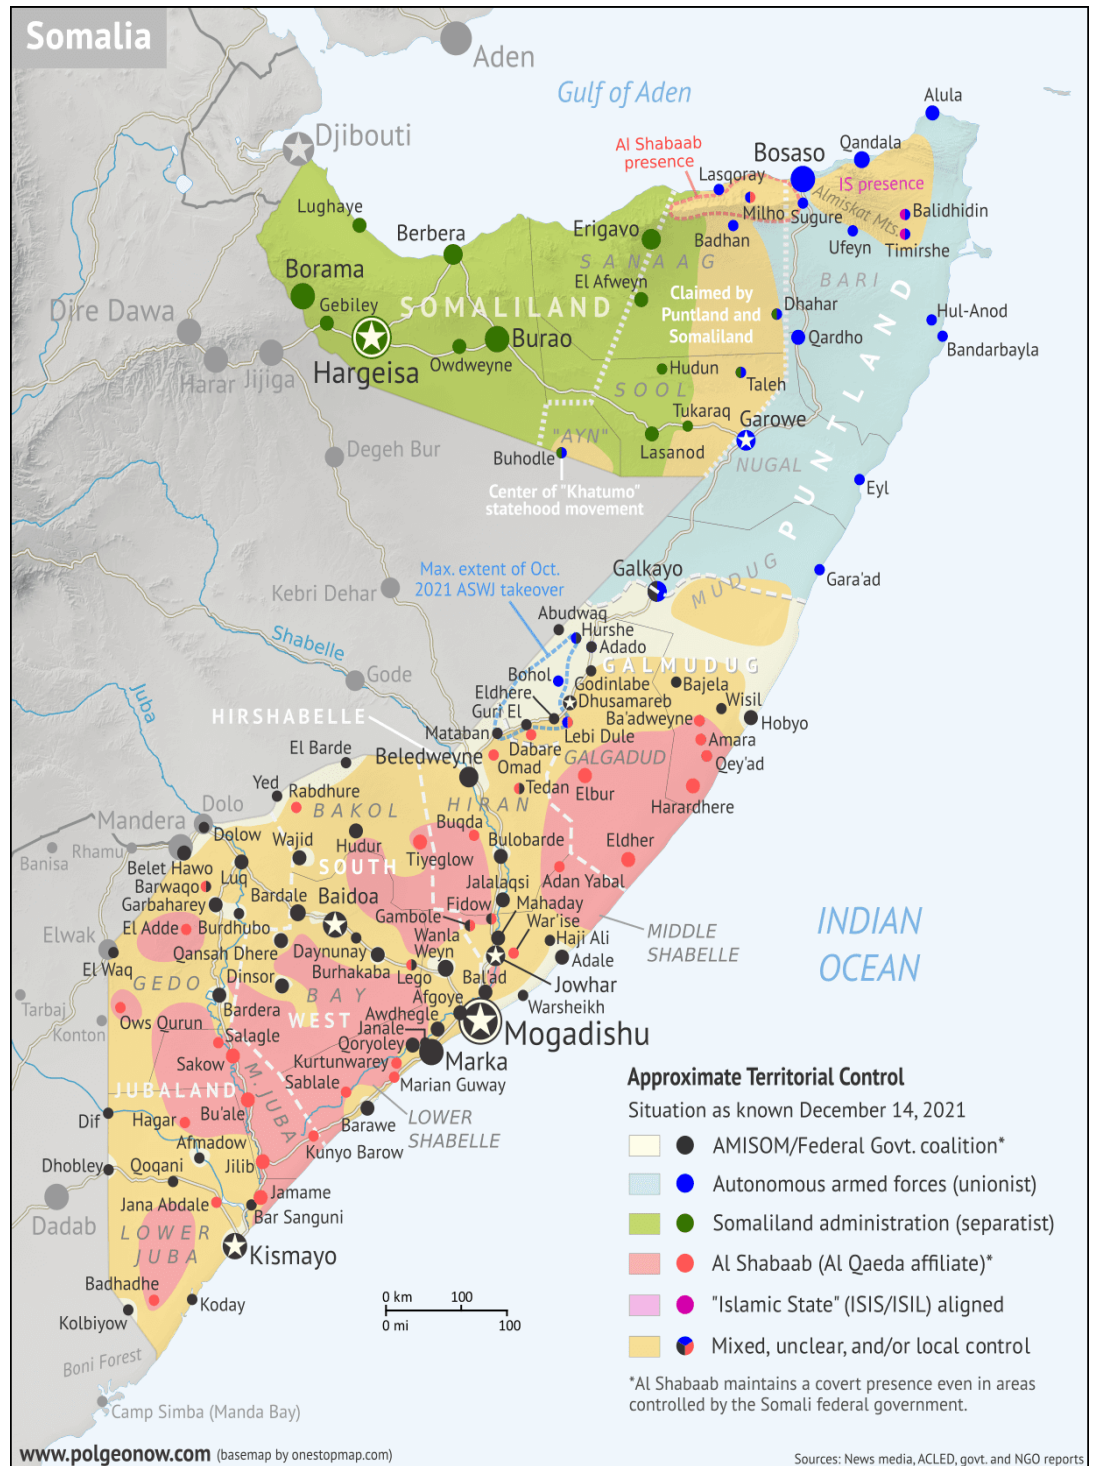 Somalia
Aden
Gulf of Aden
Alula
Djibouti
Al Shabaab
presence
Bosaso
Qandala
Lasqoray
IS presence
Almiskat Mts.
Balidhidin
Lughaye
Milho
Sugure
Timirshe
Berbera
Erigavo
Badhan
Ufeyn
SANAAG
BARI
Borama
El Afweyn
Claimed by
Puntland and
Somaliland
Dhahar
Dire Dawa
Gebiley
SOMALILAND
Hul-Anod
Qardho
Bandarbayla
Burao
Owdweyne
Hargeisa
Harar
Jijiga
Hudun
Taleh
SOOL
PUNTLAND
Tukaraq
Garowe
"AYN"
Degeh Bur
Buhodle
Lasanod
NUGAL
Center of "Khatumo"
statehood movement
Eyl
Max. extent of Oct.
2021 ASWJ takeover
Galkayo
MUDUG
Gara'ad
Kebri Dehar
Abudwaq
Hurshe
Shabelle
Adado
GALMUDUG
Gode
Bohol
Godinlabe
Bajela
Juba
Eldhere
Dhusamareb
Wisil
HIRSHABELLE
Guri El
Ba'adweyne
Hobyo
Mataban
Lebi Dule
El Barde
Dabare
Amara
Beledweyne
GALGADUD
Omad
Qey'ad
Yed
Tedan
Rabdhure
Elbur
Harardhere
Dolo
BAKOL
HIRAN
Mandera
Dolow
Buqda
Wajid
Hudur
Bulobarde
Eldher
Banisa
Rhamu
Belet Hawo
SOUTH
Tiyeglow
Luq
Barwaqo
Jalalaqsi
Adan Yabal
Bardale
Baidoa
Garbaharey
Fidow
Mahaday
Gambole
War'ise
El Adde
Burdhubo
Elwak
Wanla
Weyn
Haji Ali
MIDDLE
SHABELLE
Qansah Dhere
Daynunay
El Waq
Adale
Dinsor
Burhakaba
Lego
Bal'ad
Jowhar
GEDO
BAY
Afgoye
Warsheikh
Tarbaj
Bardera
Ows Qurun
WEST
Awdhegle
Konton
Janale
Mogadishu
Salagle
Qoryoley
Marka
Sakow
Kurtunwarey
M. JUBA
Sablale
Marian Guway
JUBALAND
Bu'ale
Dif
Hagar
Barawe
LOWER
SHABELLE
Afmadow
Kunyo Barow
Dhobley
Qoqani
Jilib
Jamame
Jana Abdale
Bar Sanguni
Dadab
LOWER
JUBA
Kismayo
Badhadhe
Koday
Kolbiyow
Boni Forest
Camp Simba (Manda Bay)
INDIAN
OCEAN
0 km 100
0 mi 100
Approximate Territorial Control
Situation as known December 14, 2021
AMISOM/Federal Govt. coalition*
Autonomous armed forces (unionist)
Somaliland administration (separatist)
Al Shabaab (Al Qaeda affiliate)*
"Islamic State" (ISIS/ISIL) aligned
Mixed, unclear, and/or local control
*Al Shabaab maintains a covert presence even in areas
controlled by the Somali federal government.
www.polgeonow.com (basemap by onestopmap.com)
Sources: News media, ACLED, govt. and NGO reports